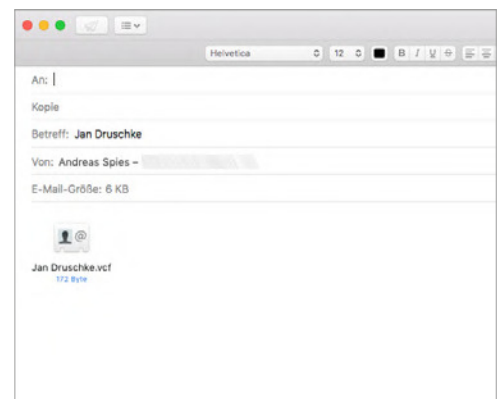 Helvetica 12 B I U S
An:
Kopie
Betreff: Jan Druschke
Von: Andreas Spies –
E-Mail-Größe: 6 KB
@
Jan Druschke.vcf
172 Byte